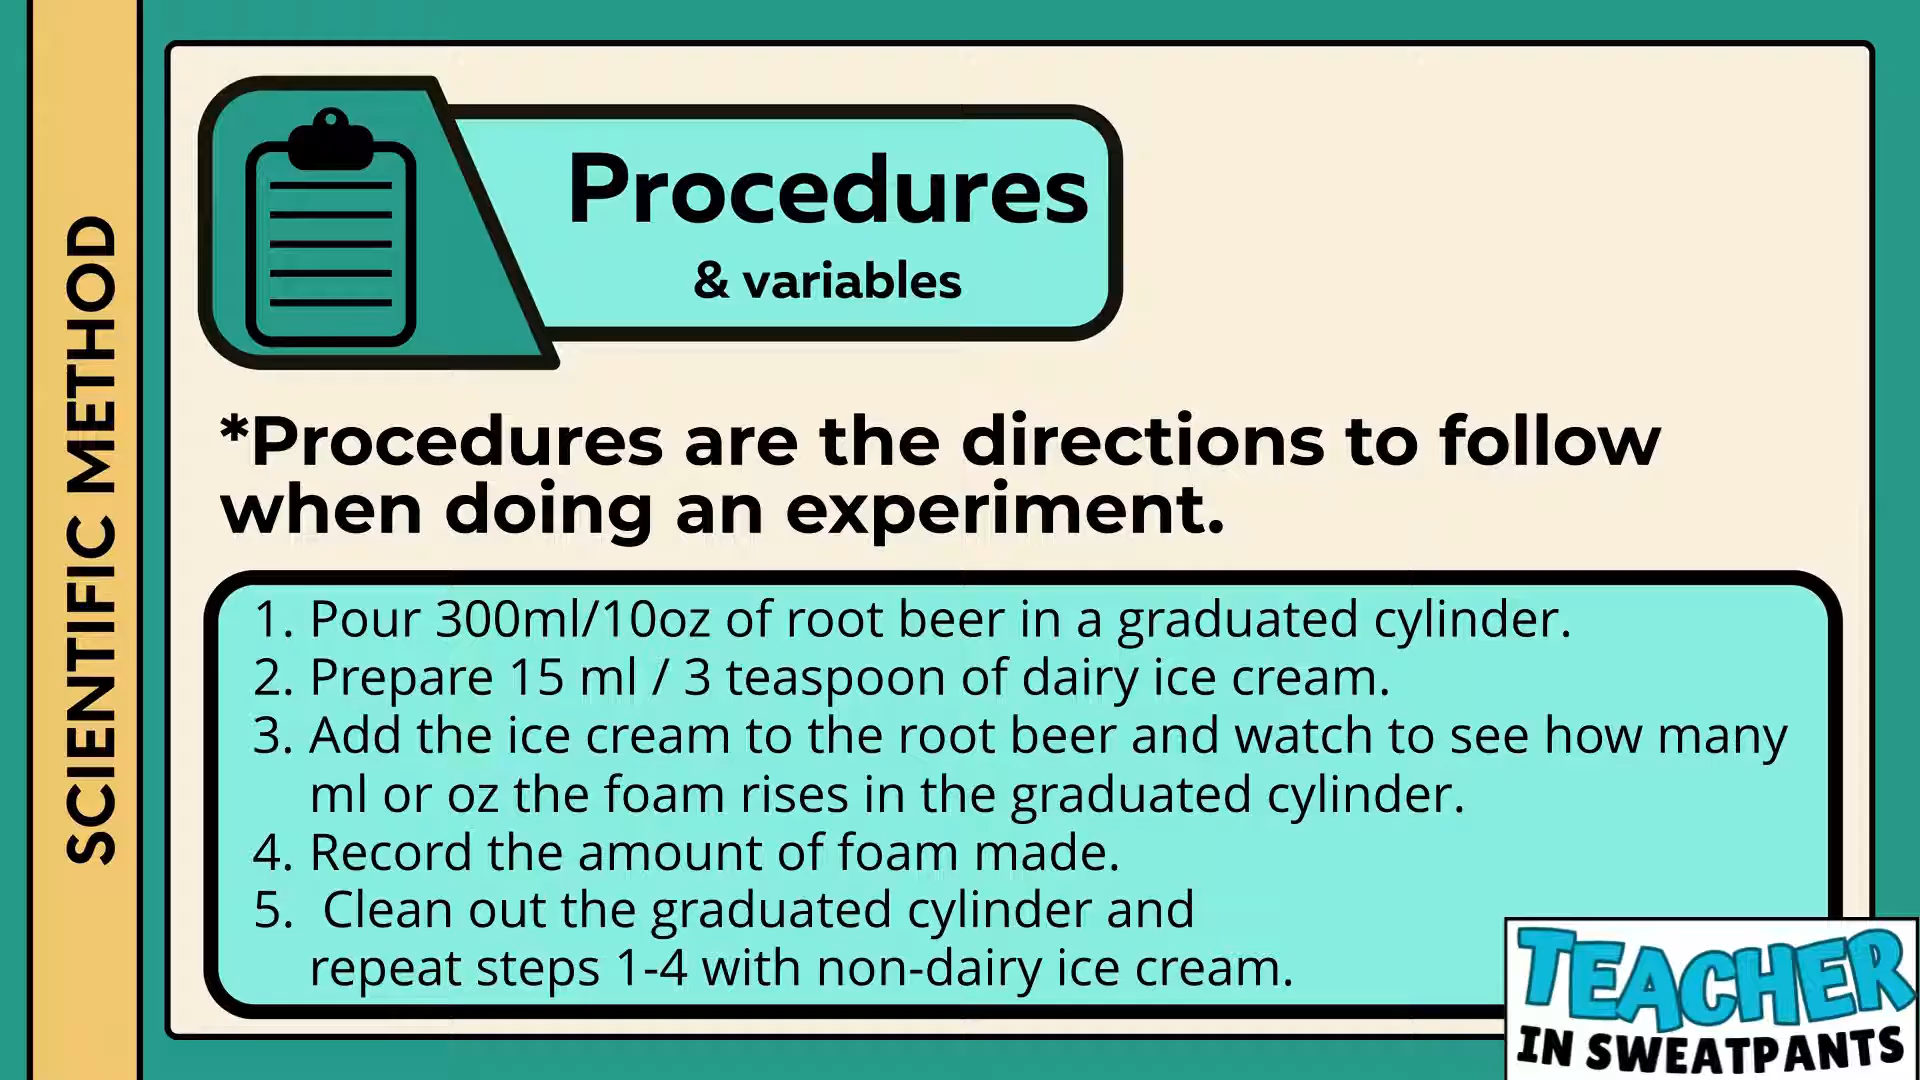 SCIENTIFIC METHOD
Procedures
& variables
*Procedures are the directions to follow
when doing an experiment.
1. Pour 300ml/10oz of root beer in a graduated cylinder.
2. Prepare 15 ml / 3 teaspoon of dairy ice cream.
3. Add the ice cream to the root beer and watch to see how many
ml or oz the foam rises in the graduated cylinder.
4. Record the amount of foam made.
5. Clean out the graduated cylinder and
repeat steps 1-4 with non-dairy ice cream.
TEACHER
IN SWEATPANTS